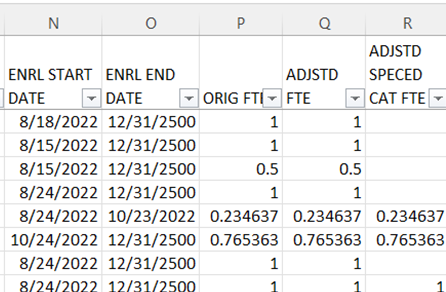 N O P Q R
ADJSTD
ENRL START ENRL END ADJSTD SPECED
DATE DATE ORIG FTE FTE CAT FTE
8/18/2022 12/31/2500 1 1
8/15/2022 12/31/2500 1 1
8/15/2022 12/31/2500 0.5 0.5
8/24/2022 12/31/2500 1 1
8/24/2022 10/23/2022 0.234637 0.234637 0.234637
10/24/2022 12/31/2500 0.765363 0.765363 0.765363
8/24/2022 12/31/2500 1 1
8/24/2022 12/31/2500 1 1 1